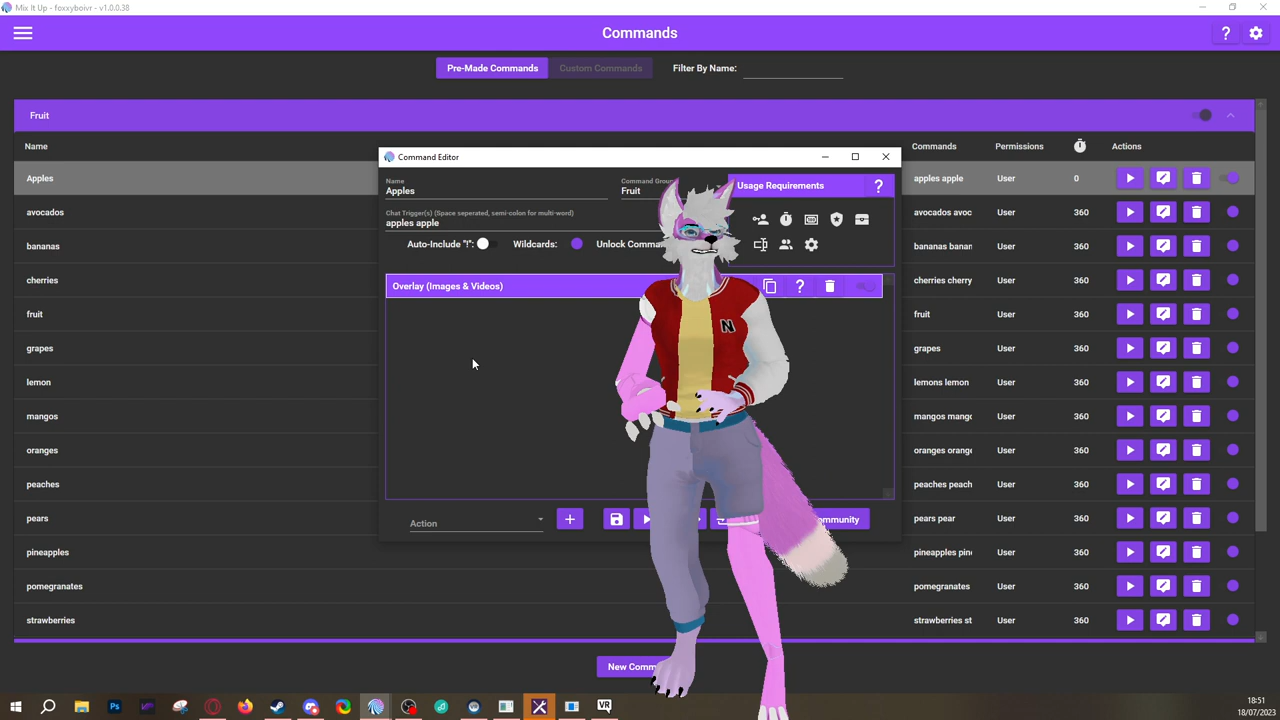 Mix It Up - foxxyboivr - v1.0.0.38
Commands
?
Pre-Made Commands Custom Commands Filter By Name:
Fruit
Name Commands Permissions Actions
Apples apples apple User 0
avocados avocados avoc User 360
bananas bananas banan User 360
cherries cherries cherry User 360
fruit fruit User 360
grapes grapes User 360
lemon lemons lemon User 360
mangos mangos mango User 360
oranges oranges orange User 360
peaches peaches peach User 360
pears pears pear User 360
pineapples pineapples pine User 360
pomegranates pomegranates User 360
strawberries strawberries st User 360
Command Editor
Name
Apples
Command Grou
Fruit
Usage Requirements ?
Chat Trigger(s) (Space seperated, semi-colon for multi-word)
apples apple
Auto-Include "!": Wildcards: Unlock Comma
Overlay (Images & Videos) ?
N
Action
mmunity
New Comm
VR
18:51
18/07/2023